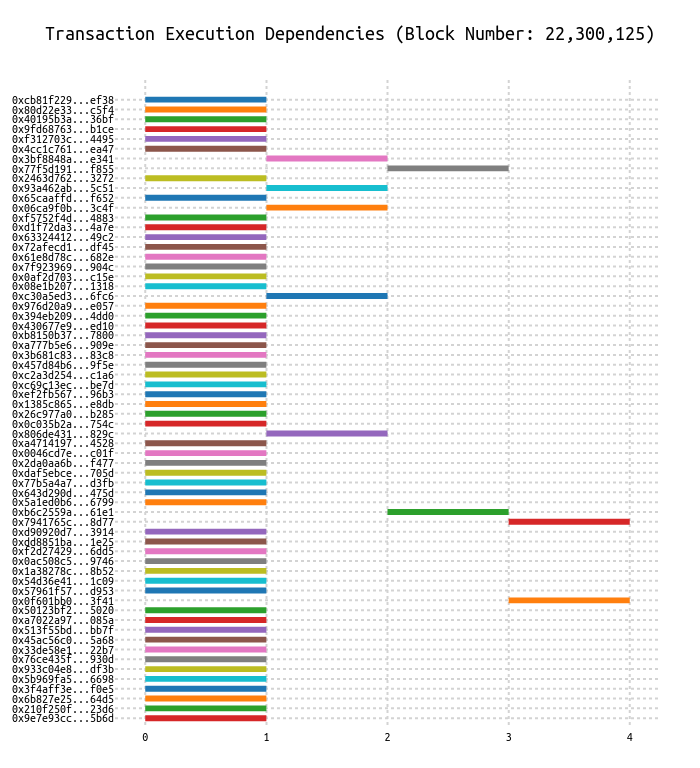 Transaction Execution Dependencies (Block Number: 22,300,125)
0xcb81f229...ef38
0x80d22e33...c5f4
0x40195b3a...36bf
0x9fd68763...b1ce
0xf312703c...4495
0x4cc1c761...ea47
0x3bf8848a...e341
0x77f5d191...f855
0x2463d762...3272
0x93a462ab...5c51
0x65caaffd...f652
0x06ca9f0b...3c4f
0xf5752f4d...4883
0xd1f72da3...4a7e
0x63324412...49c2
0x72afecd1...df45
0x61e8d78c...682e
0x7f923969...904c
0x0af2d703...c15e
0x08e1b207...1318
0xc30a5ed3...6fc6
0x976d20a9...e057
0x394eb209...4dd0
0x430677e9...ed10
0xb8150b37...7800
0xa777b5e6...909e
0x3b681c83...83c8
0x457d84b6...9f5e
0xc2a3d254...c1a6
0xc69c13ec...be7d
0xef2fb567...96b3
0x1385c865...e8db
0x26c977a0...b285
0x0c035b2a...754c
0x806de431...829c
0xa4714197...4528
0x0046cd7e...c01f
0x2da0aa6b...f477
0xdaf5ebce...705d
0x77b5a4a7...d3fb
0x643d290d...475d
0x5a1ed0b6...6799
0xb6c2559a...61e1
0x7941765c...8d77
0xd90920d7...3914
0xdd8851ba...1e25
0xf2d27429...6dd5
0x0ac508c5...9746
0x1a38278c...8b52
0x54d36e41...1c09
0x57961f57...d953
0x0f601bb0...3f41
0x50123bf2...5020
0xa7022a97...085a
0x513f55bd...bb7f
0x45ac56c0...5a68
0x33de58e1...22b7
0x76ce435f...930d
0x933c04e8...df3b
0x5b969fa5...6698
0x3f4aff3e...f0e5
0x6b827e25...64d5
0x210f250f...23d6
0x9e7e93cc...5b6d
0 1 2 3 4